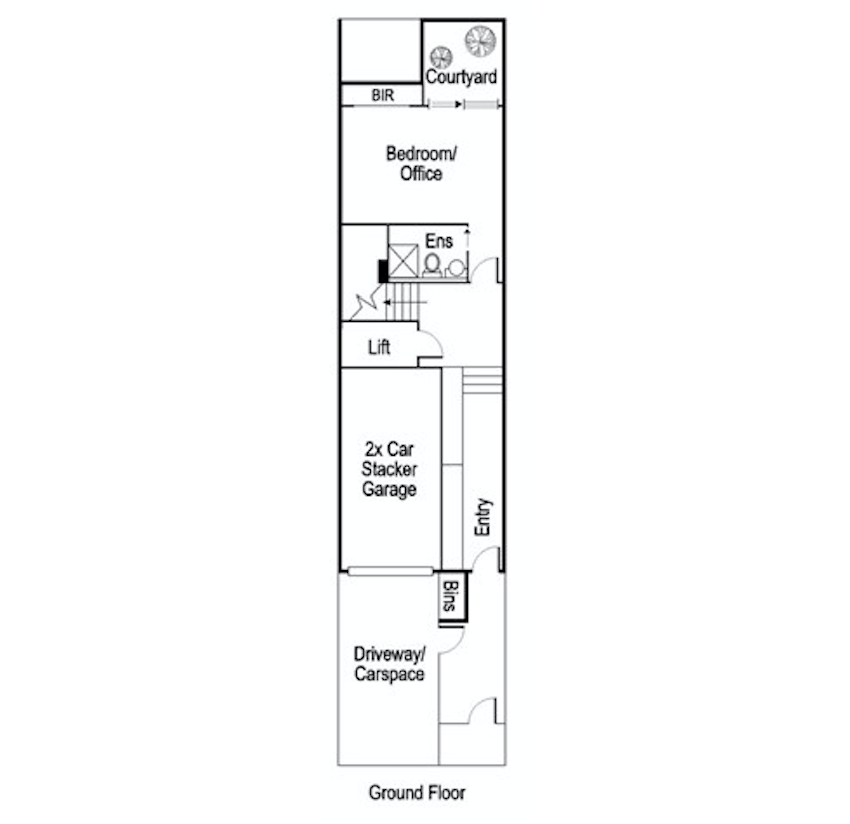 Courtyard
BIR
Bedroom/
Office
Ens
Lift
2x Car
Stacker
Garage
Entry
Bins
Driveway/
Carspace
Ground Floor